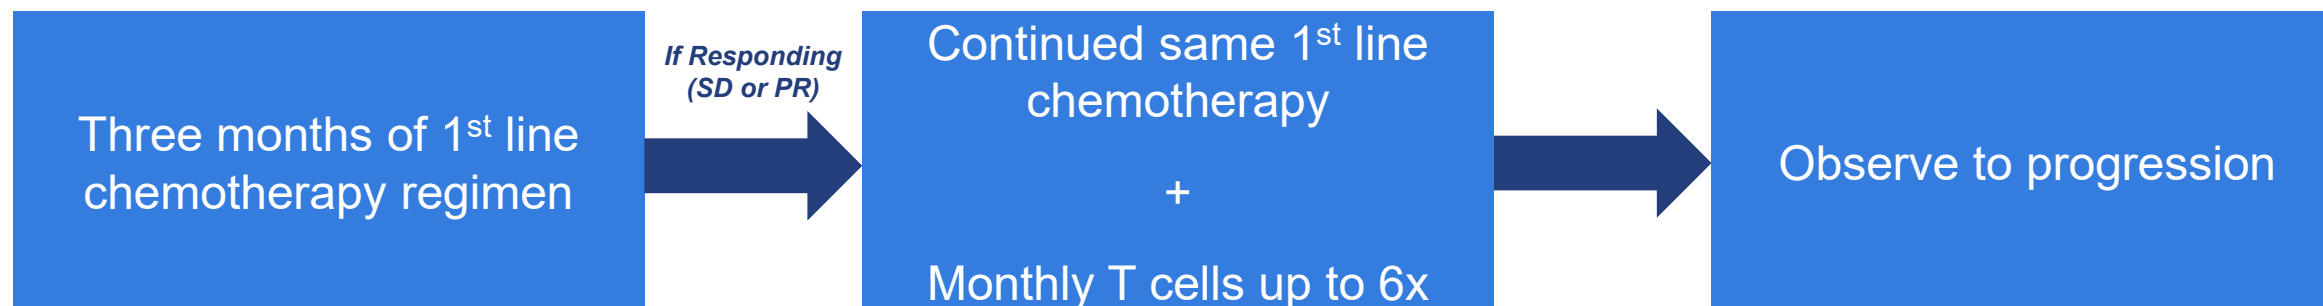 Three months of 1st line
chemotherapy regimen
If Responding
(SD or PR)
Continued same 1st line
chemotherapy
+
Monthly T cells up to 6x
Observe to progression